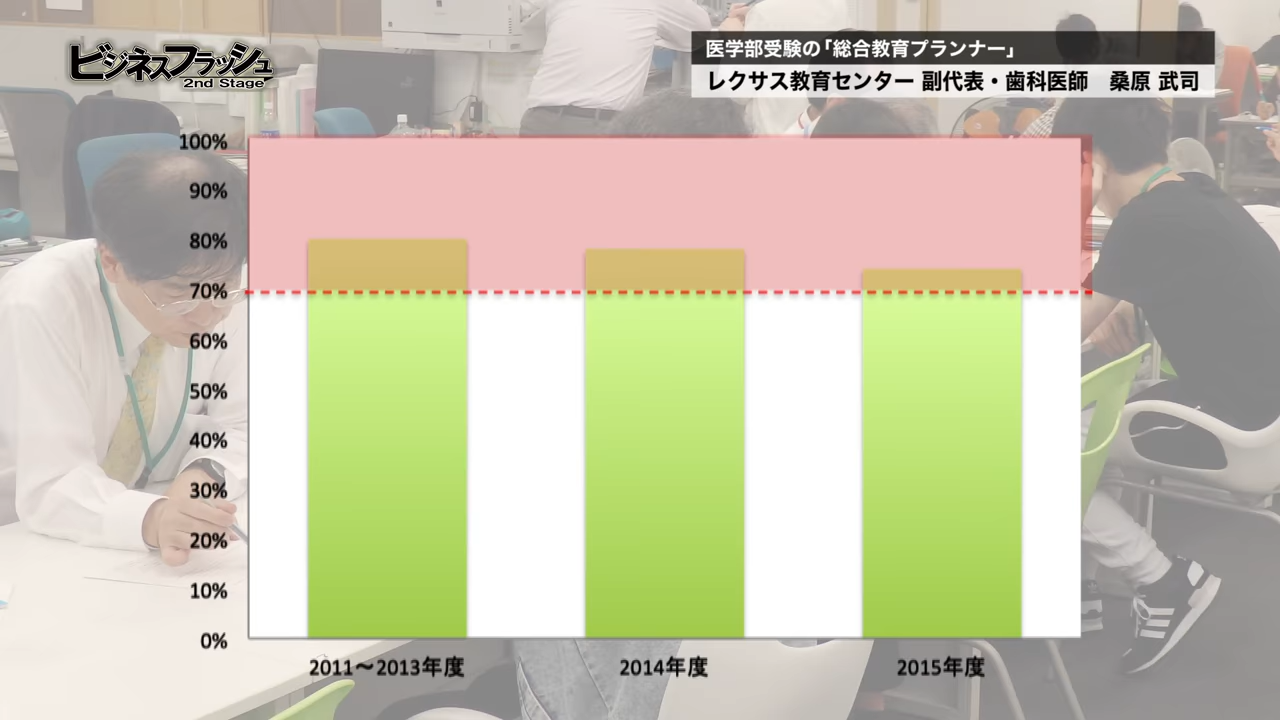 ビジネスフラッシュ
2nd Stage
医学部受験の「総合教育プランナー」
レクサス教育センター 副代表・歯科医師 桑原 武司
100%
90%
80%
70%
60%
50%
40%
30%
20%
10%
0%
2011〜2013年度
2014年度
2015年度